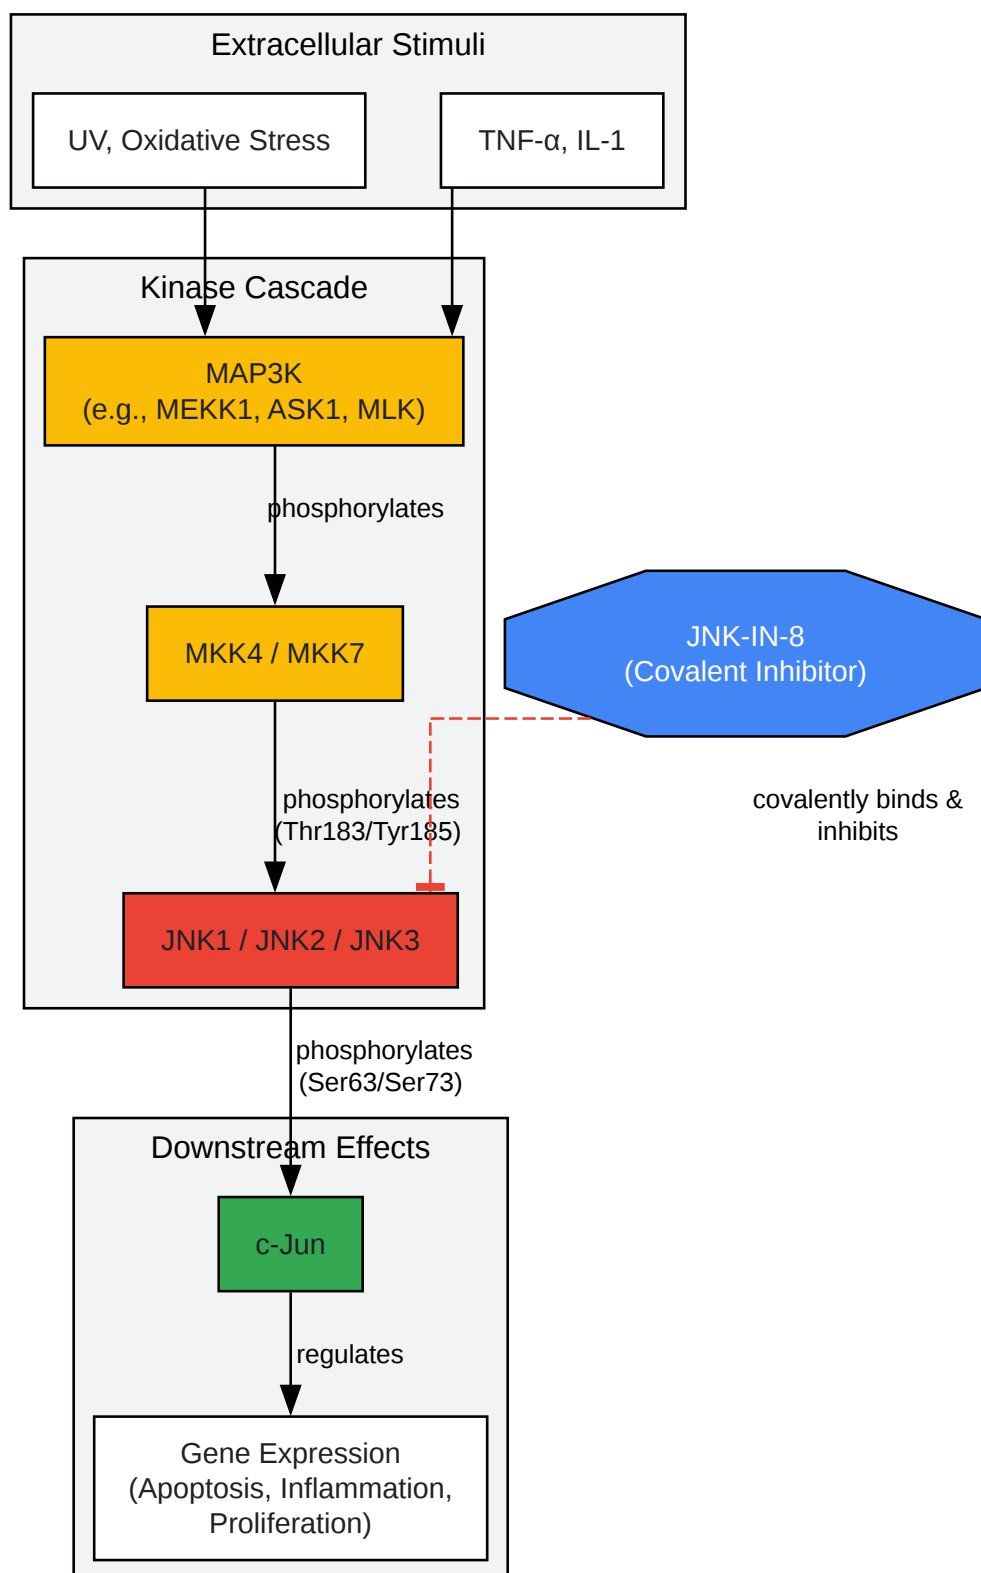 Extracellular Stimuli
UV, Oxidative Stress
TNF-α, IL-1
Kinase Cascade
MAP3K
(e.g., MEKK1, ASK1, MLK)
phosphorylates
MKK4 / MKK7
JNK-IN-8
(Covalent Inhibitor)
phosphorylates
(Thr183/Tyr185)
covalently binds &
inhibits
JNK1 / JNK2 / JNK3
phosphorylates
(Ser63/Ser73)
Downstream Effects
c-Jun
regulates
Gene Expression
(Apoptosis, Inflammation,
Proliferation)